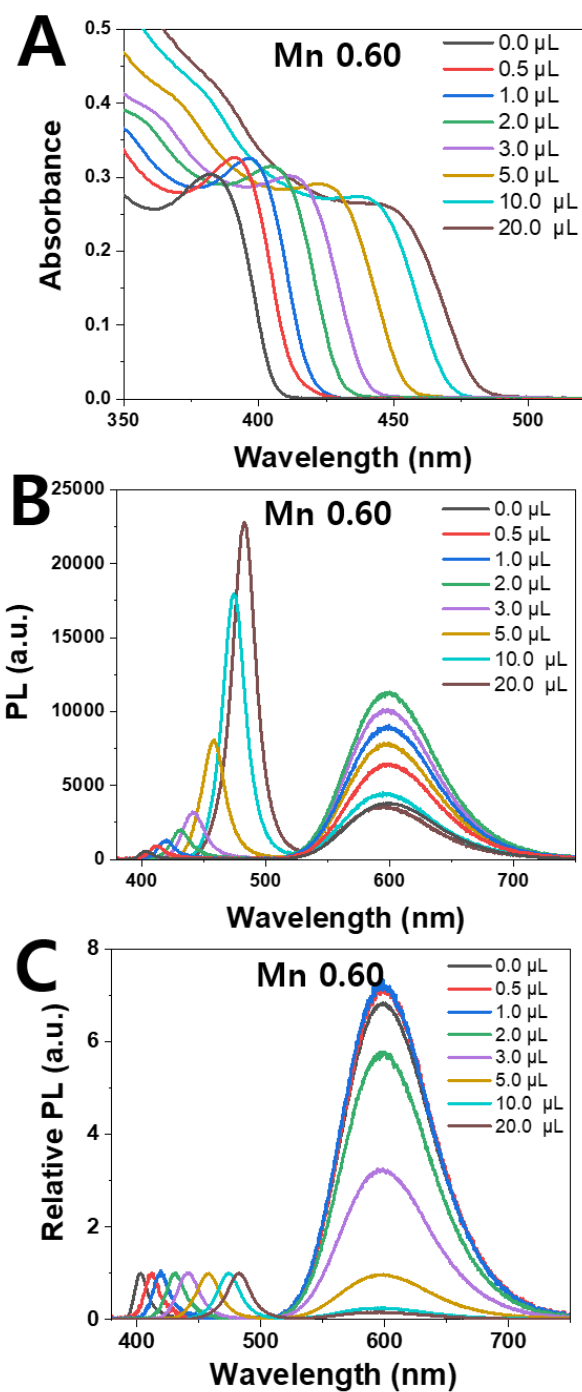 A
Mn 0.60
0.0 µL
0.5 µL
1.0 µL
2.0 µL
3.0 µL
5.0 µL
10.0 µL
20.0 µL
0.5
0.4
0.3
0.2
0.1
0.0
Absorbance
350
400
450
500
Wavelength (nm)
B
Mn 0.60
0.0 µL
0.5 µL
1.0 µL
2.0 µL
3.0 µL
5.0 µL
10.0 µL
20.0 µL
25000
20000
15000
10000
5000
0
PL (a.u.)
400
500
600
700
Wavelength (nm)
C
Mn 0.60
0.0 µL
0.5 µL
1.0 µL
2.0 µL
3.0 µL
5.0 µL
10.0 µL
20.0 µL
8
6
4
2
0
Relative PL (a.u.)
400
500
600
700
Wavelength (nm)